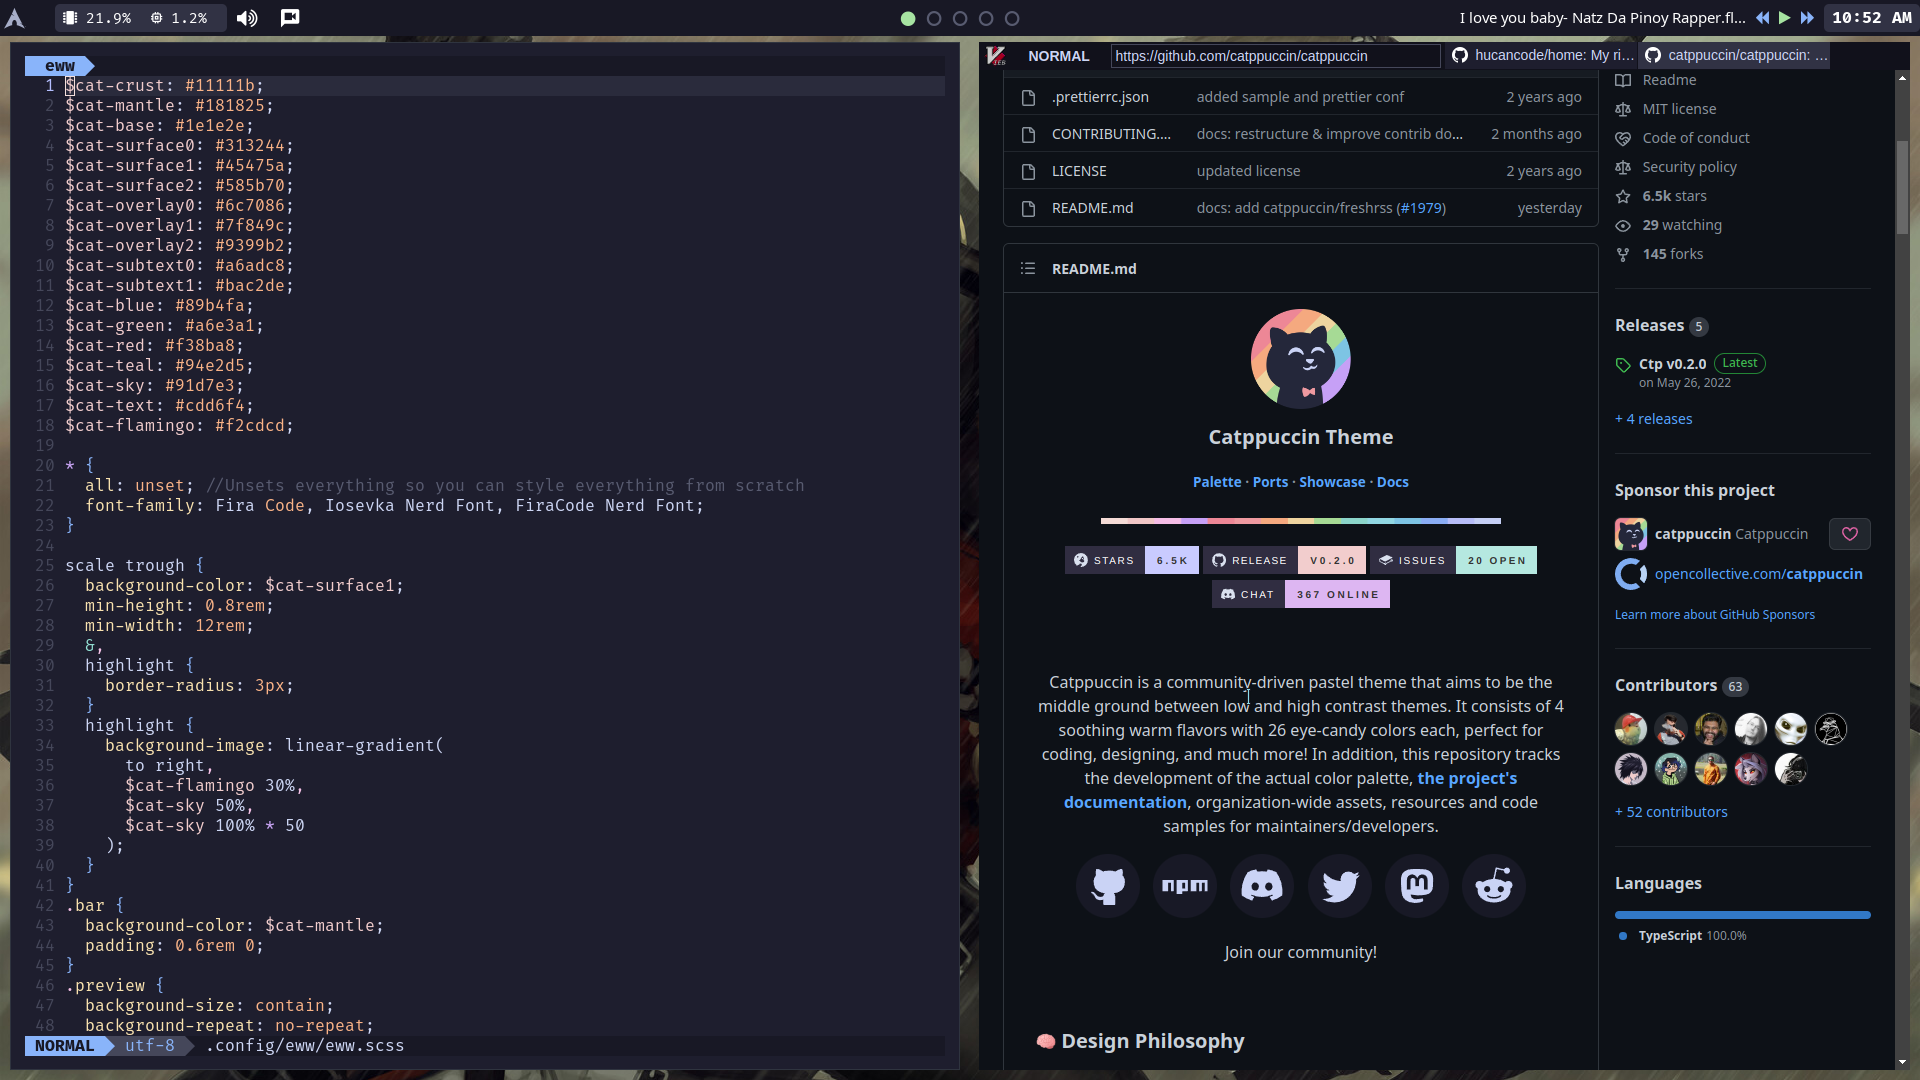 21.9% 1.2%
I love you baby- Natz Da Pinoy Rapper.fl...
10:52 AM
eww
1 $cat-crust: #11111b;
2 $cat-mantle: #181825;
3 $cat-base: #1e1e2e;
4 $cat-surface0: #313244;
5 $cat-surface1: #45475a;
6 $cat-surface2: #585b70;
7 $cat-overlay0: #6c7086;
8 $cat-overlay1: #7f849c;
9 $cat-overlay2: #9399b2;
10 $cat-subtext0: #a6adc8;
11 $cat-subtext1: #bac2de;
12 $cat-blue: #89b4fa;
13 $cat-green: #a6e3a1;
14 $cat-red: #f38ba8;
15 $cat-teal: #94e2d5;
16 $cat-sky: #91d7e3;
17 $cat-text: #cdd6f4;
18 $cat-flamingo: #f2cdcd;
19
20 * {
21 all: unset; //Unsets everything so you can style everything from scratch
22 font-family: Fira Code, Iosevka Nerd Font, FiraCode Nerd Font;
23 }
24
25 scale trough {
26 background-color: $cat-surface1;
27 min-height: 0.8rem;
28 min-width: 12rem;
29 &,
30 highlight {
31 border-radius: 3px;
32 }
33 highlight {
34 background-image: linear-gradient(
35 to right,
36 $cat-flamingo 30%,
37 $cat-sky 50%,
38 $cat-sky 100% * 50
39 );
40 }
41 }
42 .bar {
43 background-color: $cat-mantle;
44 padding: 0.6rem 0;
45 }
46 .preview {
47 background-size: contain;
48 background-repeat: no-repeat;
NORMAL utf-8 .config/eww/eww.scss
NORMAL https://github.com/catppuccin/catppuccin hucancode/home: My ri... catppuccin/catppuccin: ...
.prettierrc.json added sample and prettier conf 2 years ago
CONTRIBUTING.... docs: restructure & improve contrib do... 2 months ago
LICENSE updated license 2 years ago
README.md docs: add catppuccin/freshrss (#1979) yesterday
README.md
Catppuccin Theme
Palette · Ports · Showcase · Docs
STARS 6.5K RELEASE V0.2.0 ISSUES 20 OPEN
CHAT 367 ONLINE
Catppuccin is a community-driven pastel theme that aims to be the
middle ground between low and high contrast themes. It consists of 4
soothing warm flavors with 26 eye-candy colors each, perfect for
coding, designing, and much more! In addition, this repository tracks
the development of the actual color palette, the project's
documentation, organization-wide assets, resources and code
samples for maintainers/developers.
npm
Join our community!
Design Philosophy
Readme
MIT license
Code of conduct
Security policy
6.5k stars
29 watching
145 forks
Releases 5
Ctp v0.2.0 Latest
on May 26, 2022
+ 4 releases
Sponsor this project
catppuccin Catppuccin
opencollective.com/catppuccin
Learn more about GitHub Sponsors
Contributors 63
+ 52 contributors
Languages
TypeScript 100.0%